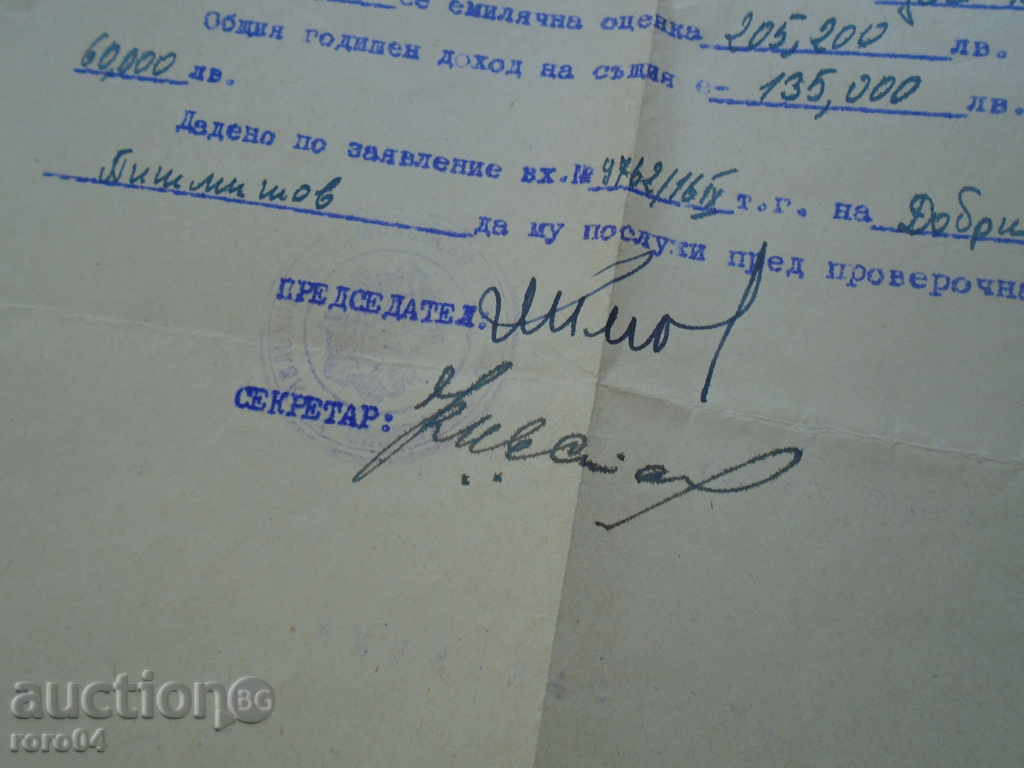 се емлячна оценка 205,200 лв.
Общия годишен доход на същия е- 135,000 лв.
60,000 лв.
Дадено по заявление вх.№ 9762/16 IX т.г. на Добри
Пишмишов да му послужи пред проверочна
ПРЕДСЕДАТЕЛ:
СЕКРЕТАР:
auction BG
roro04